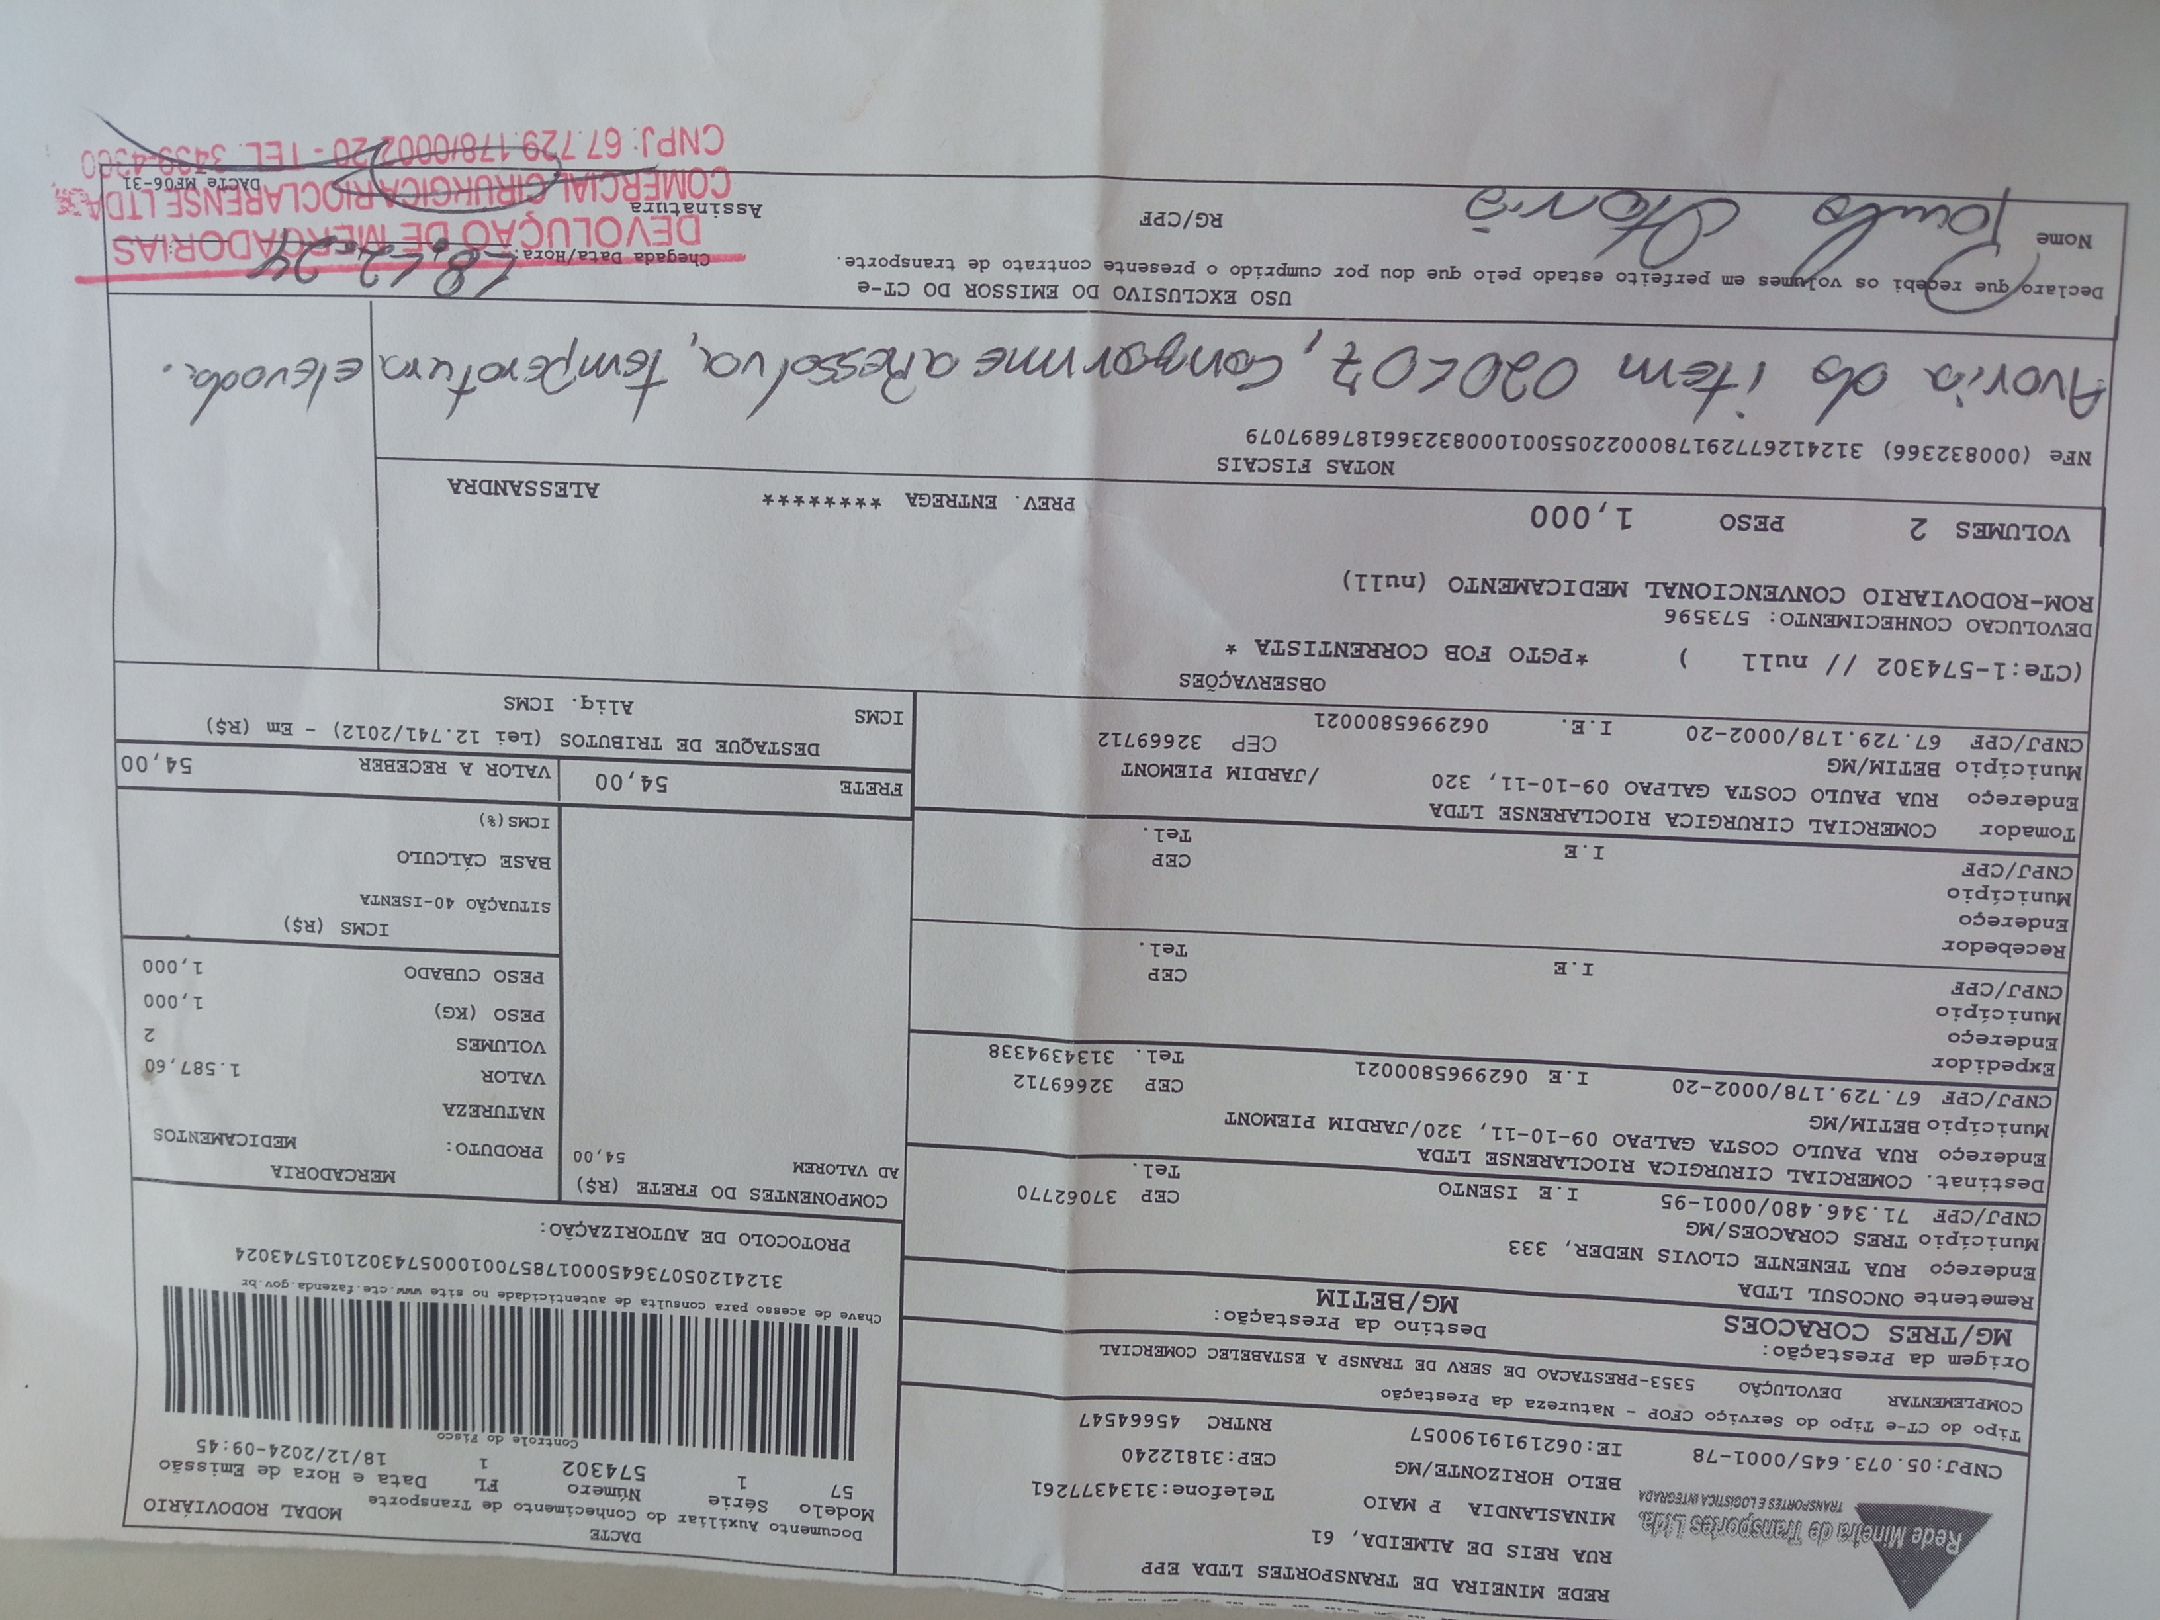 REDE MINEIRA DE TRANSPORTES LTDA EPP
RUA REIS DE ALMEIDA, 61
MINASLANDIA P MAIO Telefone:3134377261
BELO HORIZONTE/MG CEP:31812240
Rede Mineira de Transportes Ltda.
TRANSPORTES E LOGÍSTICA INTEGRADA
CNPJ:05.073.645/0001-78 IE:0621919190057 RNTRC 45664547
DACTE
Documento Auxiliar do Conhecimento de Transporte MODAL RODOVIÁRIO
Modelo Série Número FL Data e Hora de Emissão
57 1 574302 1 18/12/2024-09:45
Controle do Fisco
Chave de acesso para consulta de autenticidade no site www.cte.fazenda.gov.br
31241205073645000178570010005743021015743024
PROTOCOLO DE AUTORIZAÇÃO:
Tipo do CT-e Tipo do Serviço CFOP - Natureza da Prestação
COMPLEMENTAR DEVOLUÇÃO 5353-PRESTACAO DE SERV DE TRANSP A ESTABELEC COMERCIAL
Origem da Prestação: Destino da Prestação:
MG/TRES CORACOES MG/BETIM
Remetente ONCOSUL LTDA
Endereço RUA TENENTE CLOVIS NEDER, 333
Município TRES CORACOES/MG CEP 37062770
CNPJ/CPF 71.346.480/0001-95 I.E ISENTO Tel.
Destinat. COMERCIAL CIRURGICA RIOCLARENSE LTDA
Endereço RUA PAULO COSTA GALPAO 09-10-11, 320/JARDIM PIEMONT
Município BETIM/MG CEP 32669712
CNPJ/CPF 67.729.178/0002-20 I.E 0629965800021 Tel. 3134394338
Expedidor
Endereço
Município CEP
CNPJ/CPF I.E Tel.
Recebedor
Endereço
Município CEP
CNPJ/CPF I.E Tel.
Tomador COMERCIAL CIRURGICA RIOCLARENSE LTDA
Endereço RUA PAULO COSTA GALPAO 09-10-11, 320 /JARDIM PIEMONT
Município BETIM/MG CEP 32669712
CNPJ/CPF 67.729.178/0002-20 I.E. 0629965800021
COMPONENTES DO FRETE (R$)
AD VALOREM 54,00
MERCADORIA
PRODUTO: MEDICAMENTOS
NATUREZA
VALOR 1.587,60
VOLUMES 2
PESO (KG) 1,000
PESO CUBADO 1,000
ICMS (R$)
SITUAÇÃO 40-ISENTA
BASE CÁLCULO
ICMS(%)
FRETE 54,00 VALOR A RECEBER 54,00
DESTAQUE DE TRIBUTOS (Lei 12.741/2012) - Em (R$)
ICMS Aliq. ICMS
OBSERVAÇÕES
(CTe:1-574302 // null ) *PGTO FOB CORRENTISTA *
DEVOLUCAO CONHECIMENTO: 573596
ROM-RODOVIARIO CONVENCIONAL MEDICAMENTO (null)
VOLUMES 2 PESO 1,000 PREV. ENTREGA ******** ALESSANDRA
NOTAS FISCAIS
NFe (000832366) 31241267729178000220550010008323661876897079
Avaria do item 020207, conforme a Ressalva, temperatura elevada.
USO EXCLUSIVO DO EMISSOR DO CT-e
Declaro que recebi os volumes em perfeito estado pelo que dou por cumprido o presente contrato de transporte.
Chegada Data/Hora: 18.12.24
Nome Paulo RG/CPF Assinatura
DACTe MF06-31
DEVOLUÇÃO DE MERCADORIAS
COMERCIAL CIRURGICA RIOCLARENSE LTDA
CNPJ: 67.729.178/0002-20 - TEL. 3439-4300